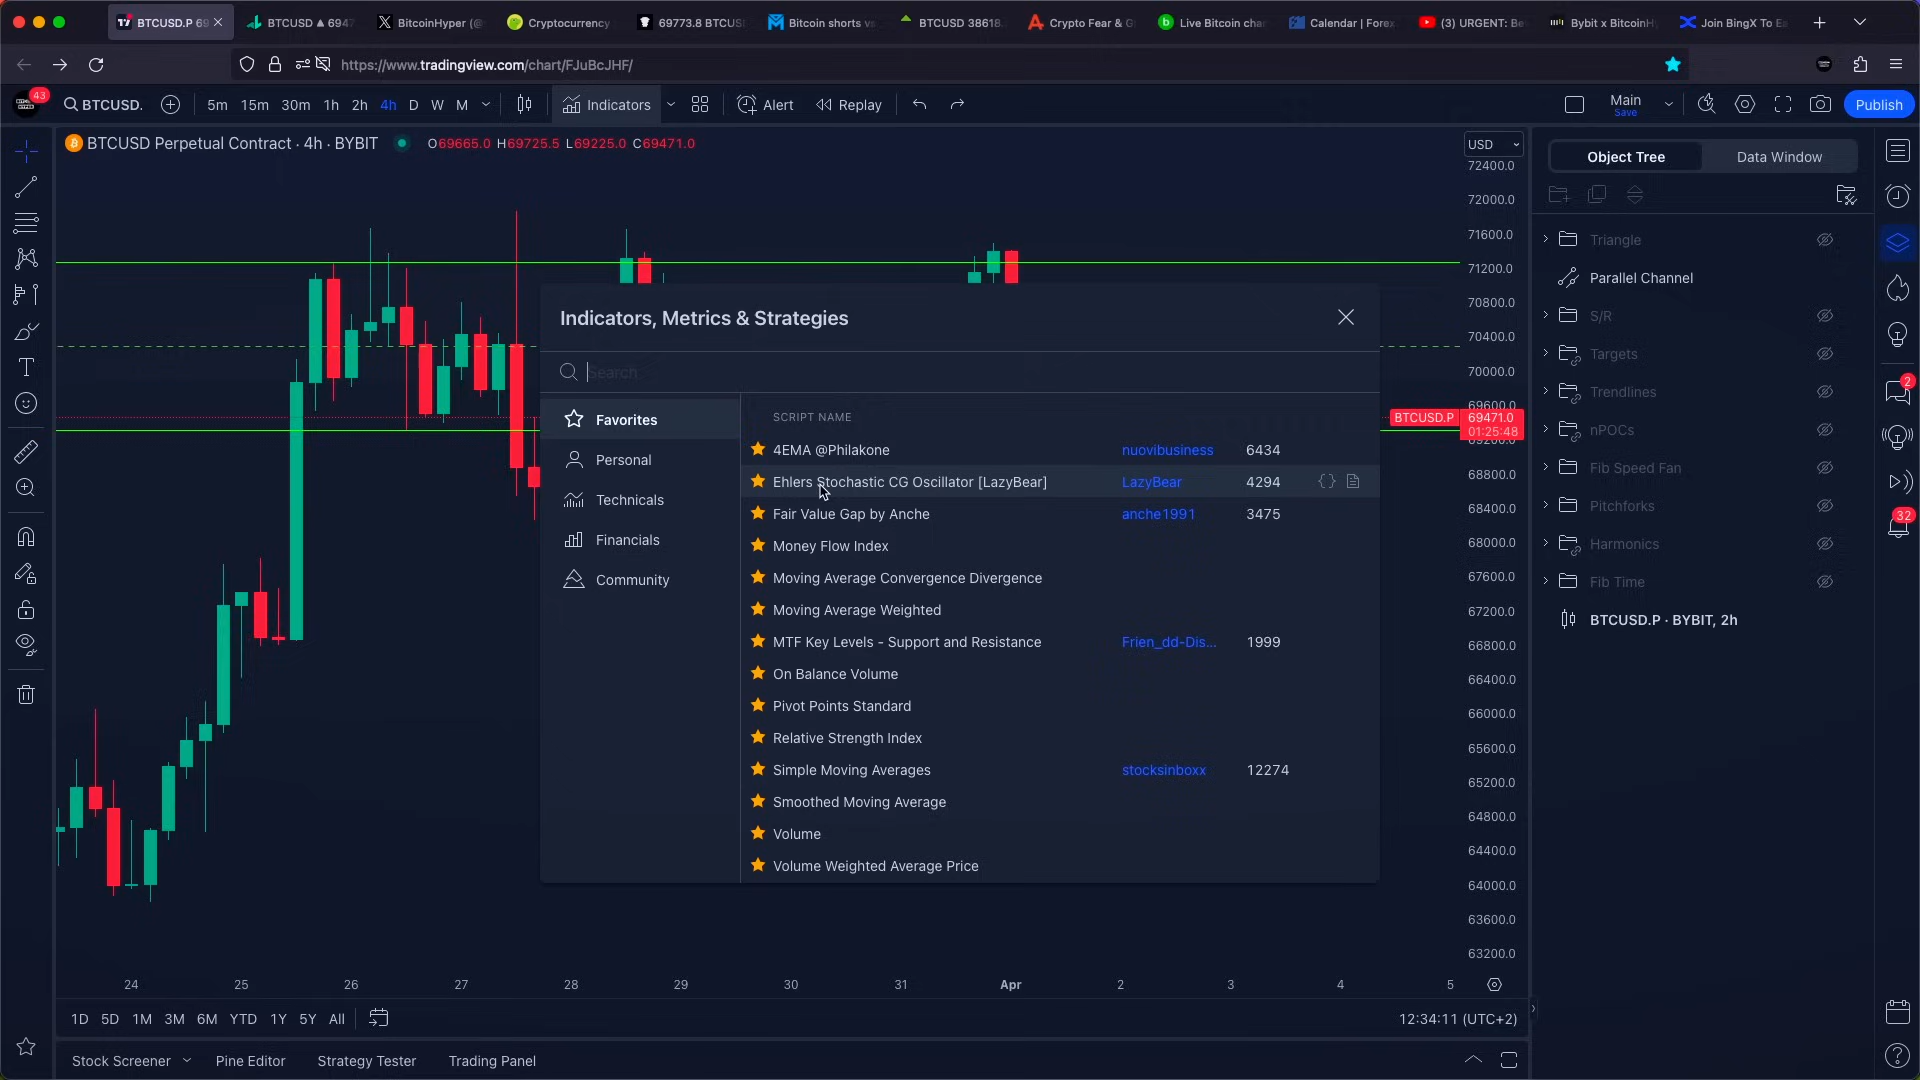 BTCUSD.P 69
BTCUSD ▲ 6947
BitcoinHyper (@
Cryptocurrency
69773.8 BTCUS
Bitcoin shorts vs
BTCUSD 38618.
Crypto Fear & G
Live Bitcoin cha
Calendar | Forex
(3) URGENT: Be
Bybit x BitcoinHy
Join BingX To Ea
https://www.tradingview.com/chart/FJuBcJHF/
43
BTCUSD.
5m 15m 30m 1h 2h 4h D W M
Indicators
Alert
Replay
Main
Save
Publish
BTCUSD Perpetual Contract · 4h · BYBIT
O69665.0 H69725.5 L69225.0 C69471.0
USD
72400.0
72000.0
71600.0
71200.0
70800.0
70400.0
70000.0
69600.0
BTCUSD.P 69471.0
01:25:48
69200.0
68800.0
68400.0
68000.0
67600.0
67200.0
66800.0
66400.0
66000.0
65600.0
65200.0
64800.0
64400.0
64000.0
63600.0
63200.0
Indicators, Metrics & Strategies
Search
Favorites
Personal
Technicals
Financials
Community
SCRIPT NAME
4EMA @Philakone nuovibusiness 6434
Ehlers Stochastic CG Oscillator [LazyBear] LazyBear 4294
Fair Value Gap by Anche anche1991 3475
Money Flow Index
Moving Average Convergence Divergence
Moving Average Weighted
MTF Key Levels - Support and Resistance Frien_dd-Dis... 1999
On Balance Volume
Pivot Points Standard
Relative Strength Index
Simple Moving Averages stocksinboxx 12274
Smoothed Moving Average
Volume
Volume Weighted Average Price
Object Tree
Data Window
Triangle
Parallel Channel
S/R
Targets
Trendlines
nPOCs
Fib Speed Fan
Pitchforks
Harmonics
Fib Time
BTCUSD.P · BYBIT, 2h
2
32
24 25 26 27 28 29 30 31 Apr 2 3 4 5
1D 5D 1M 3M 6M YTD 1Y 5Y All
12:34:11 (UTC+2)
Stock Screener
Pine Editor
Strategy Tester
Trading Panel